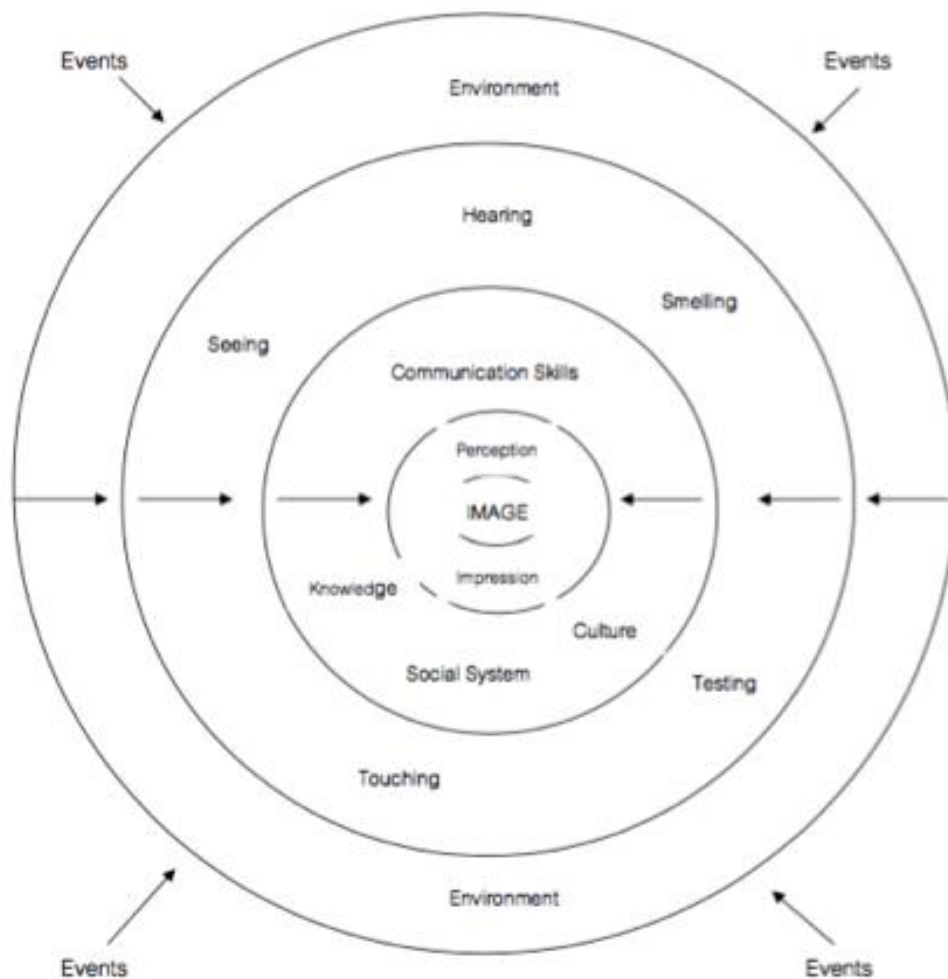 Events
Events
Environment
Hearing
Smelling
Seeing
Communication Skills
Perception
IMAGE
Impression
Knowledge
Culture
Social System
Testing
Touching
Environment
Events
Events